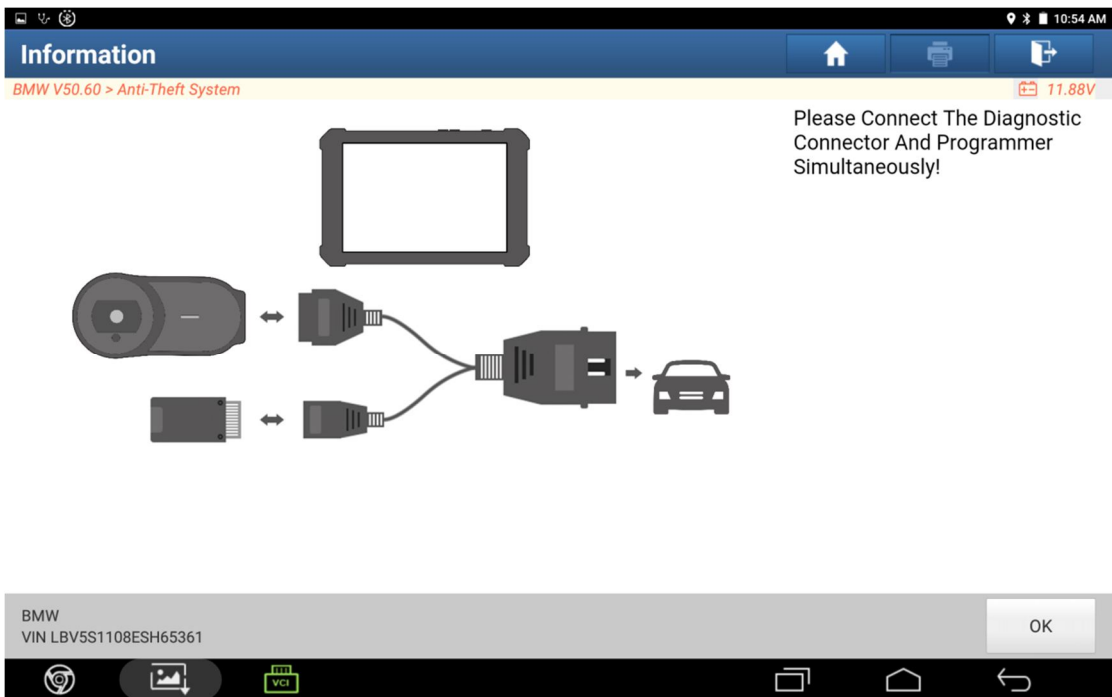 10:54 AM
Information
BMW V50.60 > Anti-Theft System
11.88V
Please Connect The Diagnostic
Connector And Programmer
Simultaneously!
BMW
VIN LBV5S1108ESH65361
OK
VCI